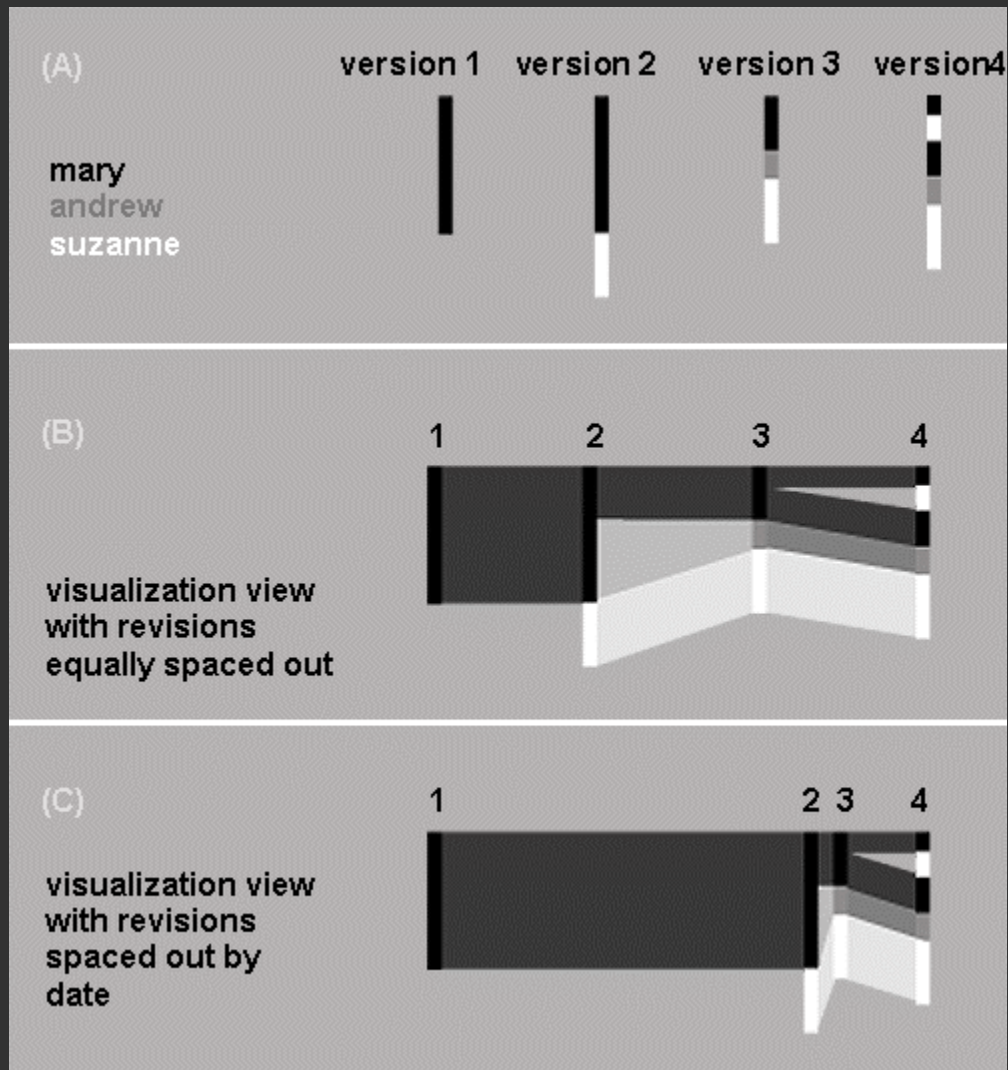 (A)
version 1 version 2 version 3 version4
mary
andrew
suzanne
(B)
1 2 3 4
visualization view
with revisions
equally spaced out
(C)
1 2 3 4
visualization view
with revisions
spaced out by
date